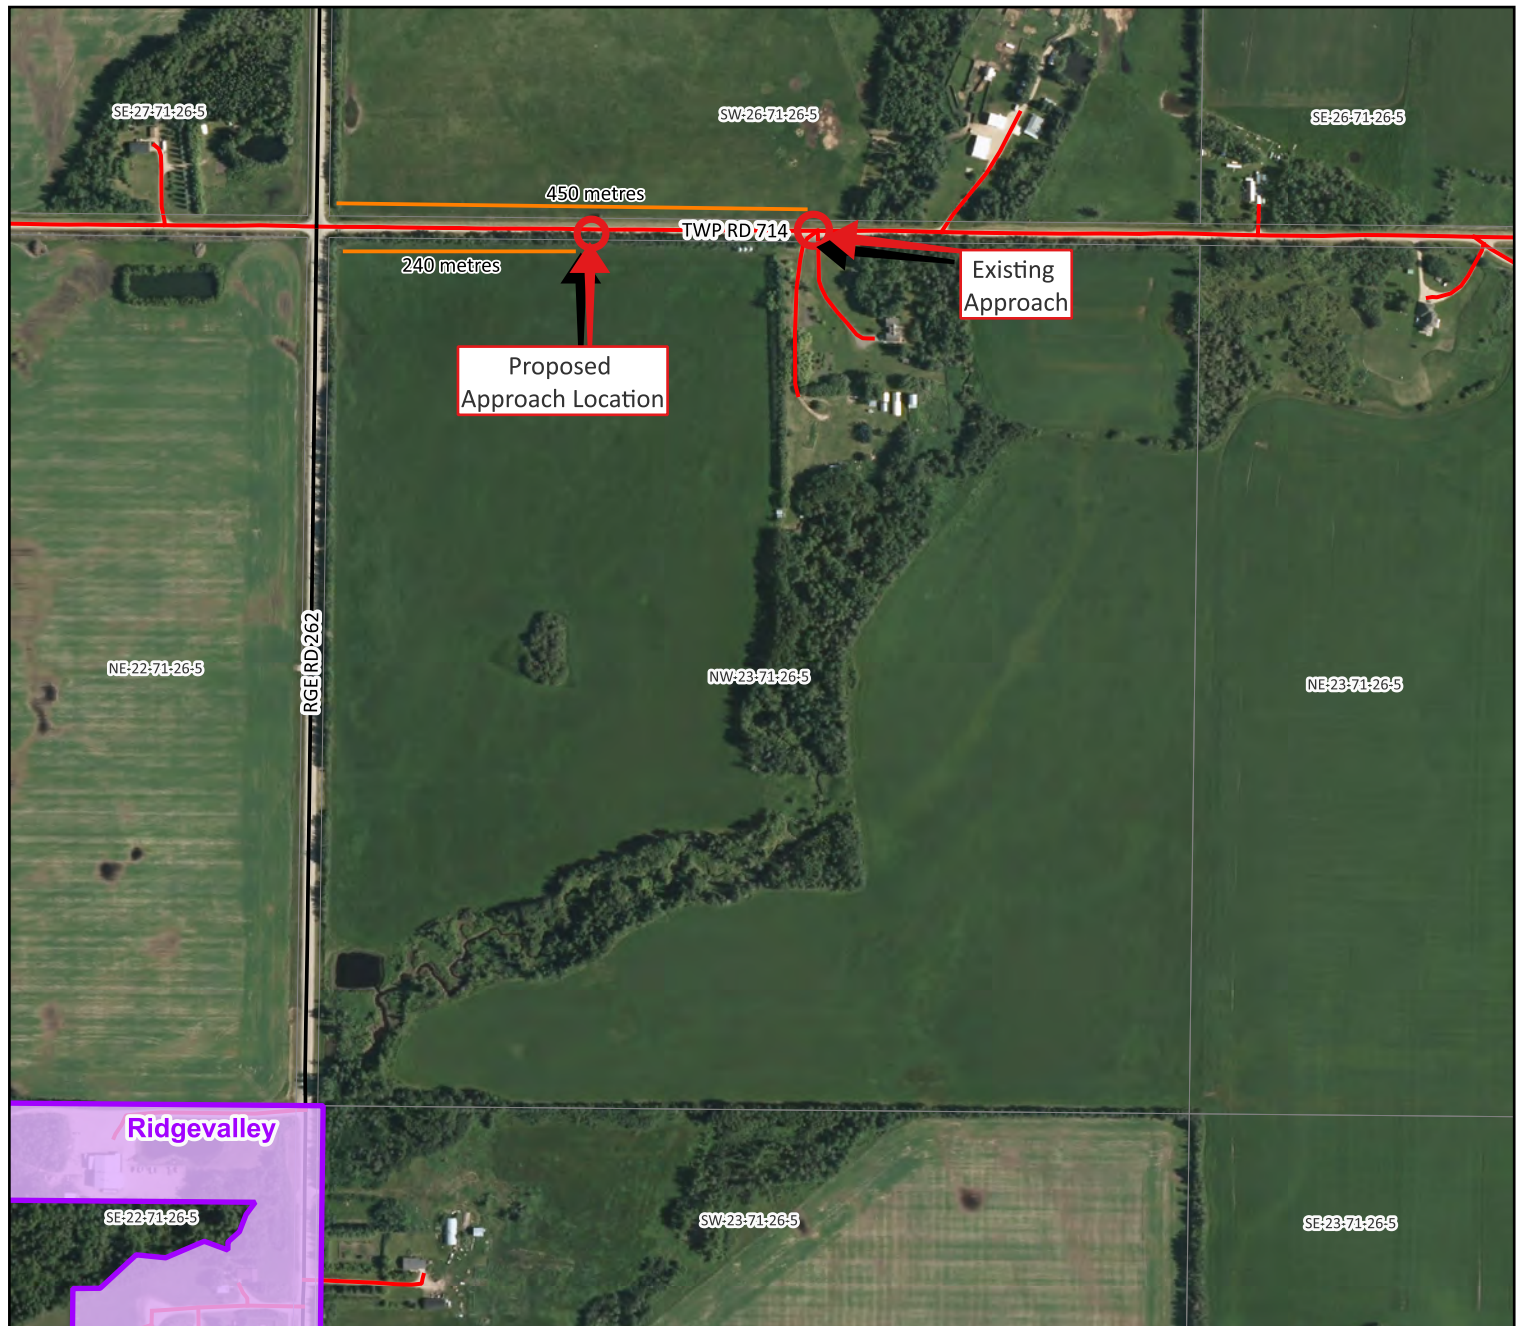 SE-27-71-26-5
SW-26-71-26-5
SE-26-71-26-5
450 metres
TWP RD 714
240 metres
Existing
Approach
Proposed
Approach Location
RGE RD 262
NE-22-71-26-5
NW-23-71-26-5
NE-23-71-26-5
Ridgevalley
SE-22-71-26-5
SW-23-71-26-5
SE-23-71-26-5